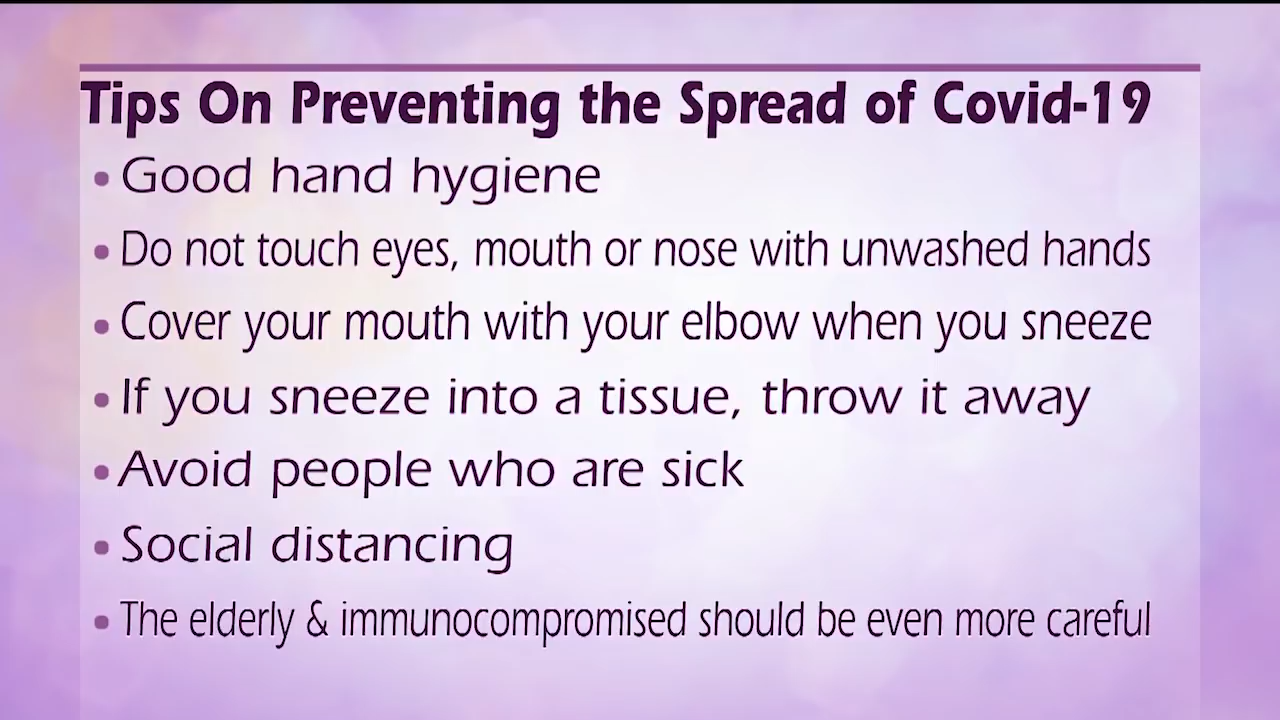 Tips On Preventing the Spread of Covid-19
• Good hand hygiene
• Do not touch eyes, mouth or nose with unwashed hands
• Cover your mouth with your elbow when you sneeze
• If you sneeze into a tissue, throw it away
• Avoid people who are sick
• Social distancing
• The elderly & immunocompromised should be even more careful